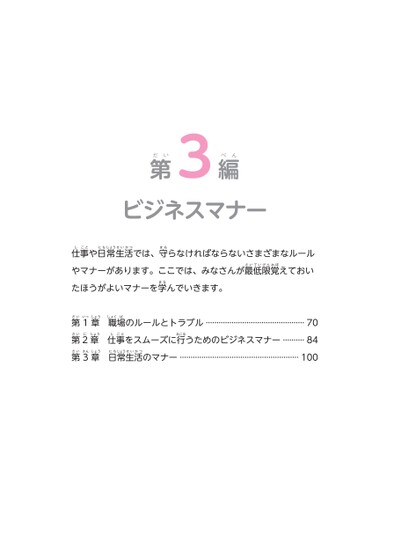 第3編
ビジネスマナー
仕事や日常生活では、守らなければならないさまざまなルール
やマナーがあります。ここでは、みなさんが最低限覚えておい
たほうがよいマナーを学んでいきます。
第1章 職場のルールとトラブル 70
第2章 仕事をスムーズに行うためのビジネスマナー 84
第3章 日常生活のマナー 100